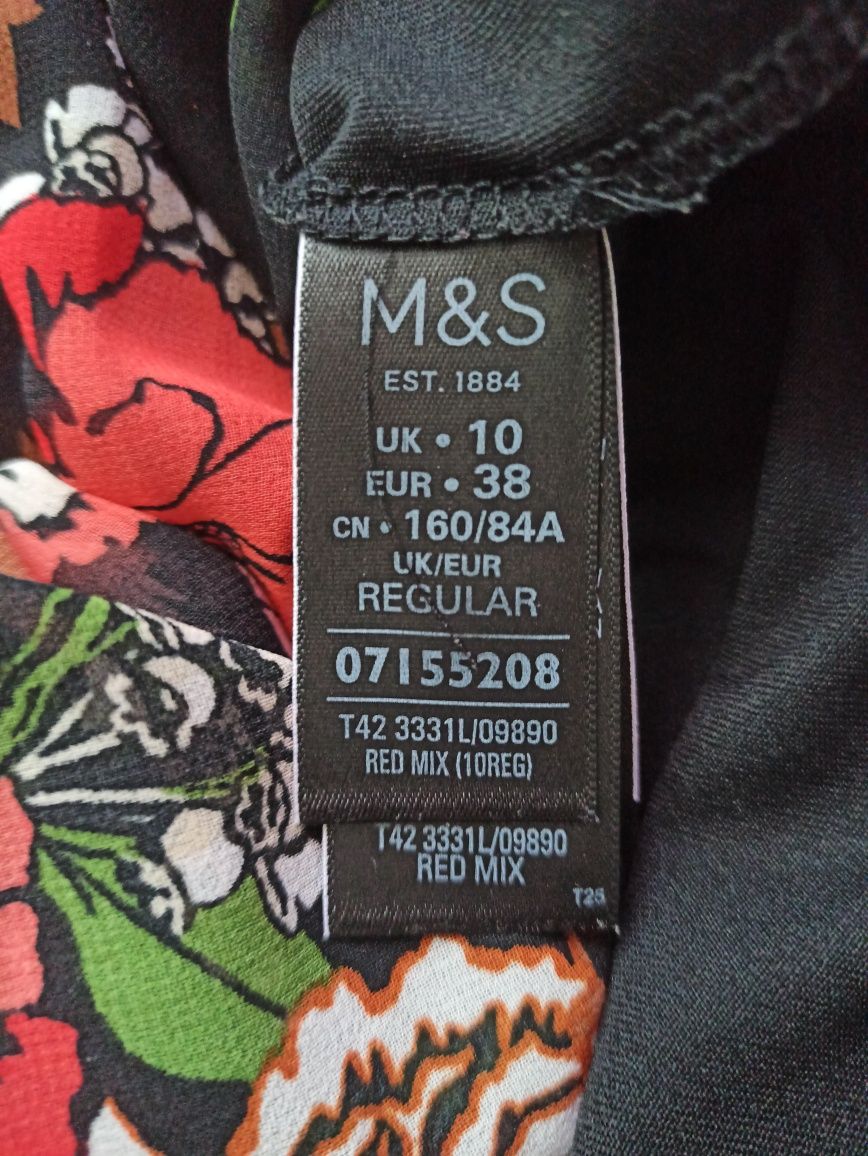 M&S
EST. 1884
UK • 10
EUR • 38
CN • 160/84A
UK/EUR
REGULAR
07155208
T42 3331L/09890
RED MIX (10REG)
T42 3331L/09890
RED MIX
T25